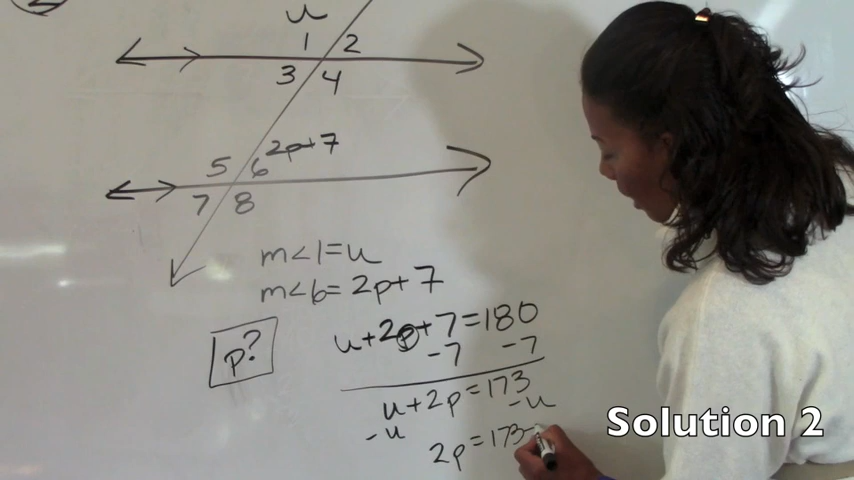 u
1 2
3 4
5 6 2p+7
7 8
m<1=u
m<6=2p+7
p?
u+2p+7=180
-7 -7
u+2p=173
-u -u
2p=173-
Solution 2